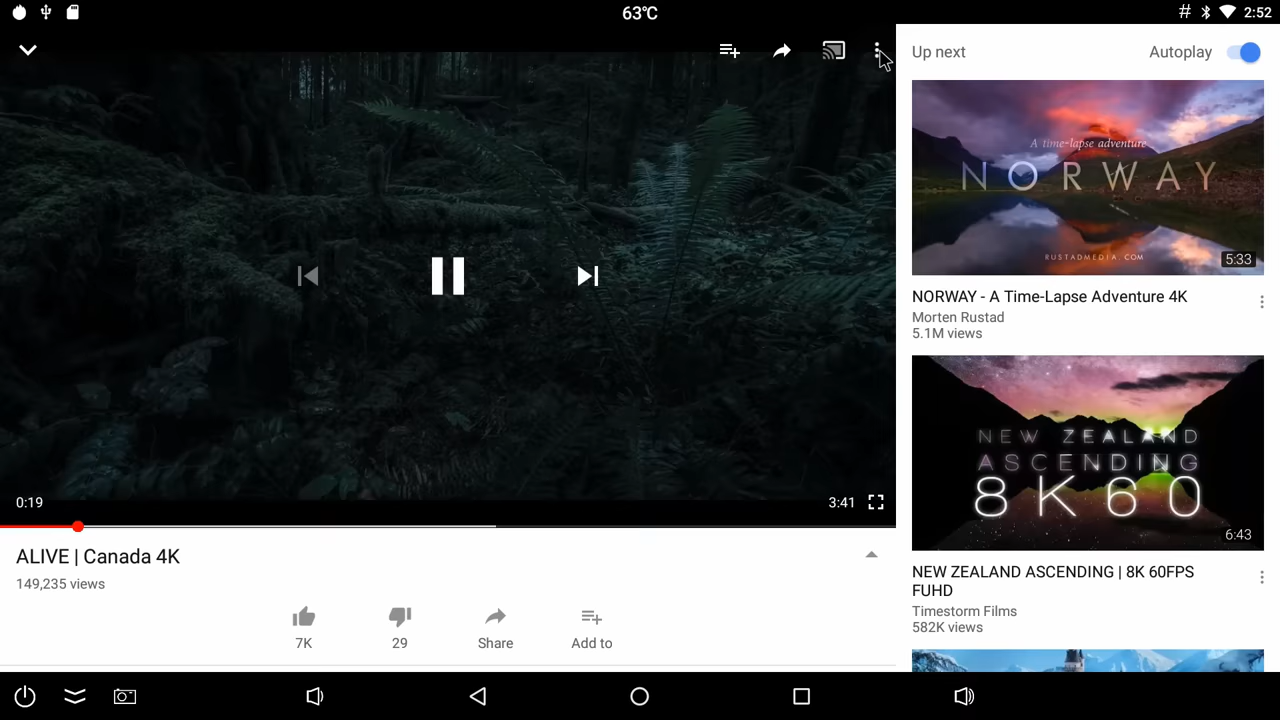 63°C
2:52
Up next
Autoplay
A time-lapse adventure
NORWAY
RUSTADMEDIA.COM
5:33
NORWAY - A Time-Lapse Adventure 4K
Morten Rustad
5.1M views
NEW ZEALAND
ASCENDING
8K60
6:43
NEW ZEALAND ASCENDING | 8K 60FPS
FUHD
Timestorm Films
582K views
0:19
3:41
ALIVE | Canada 4K
149,235 views
7K
29
Share
Add to